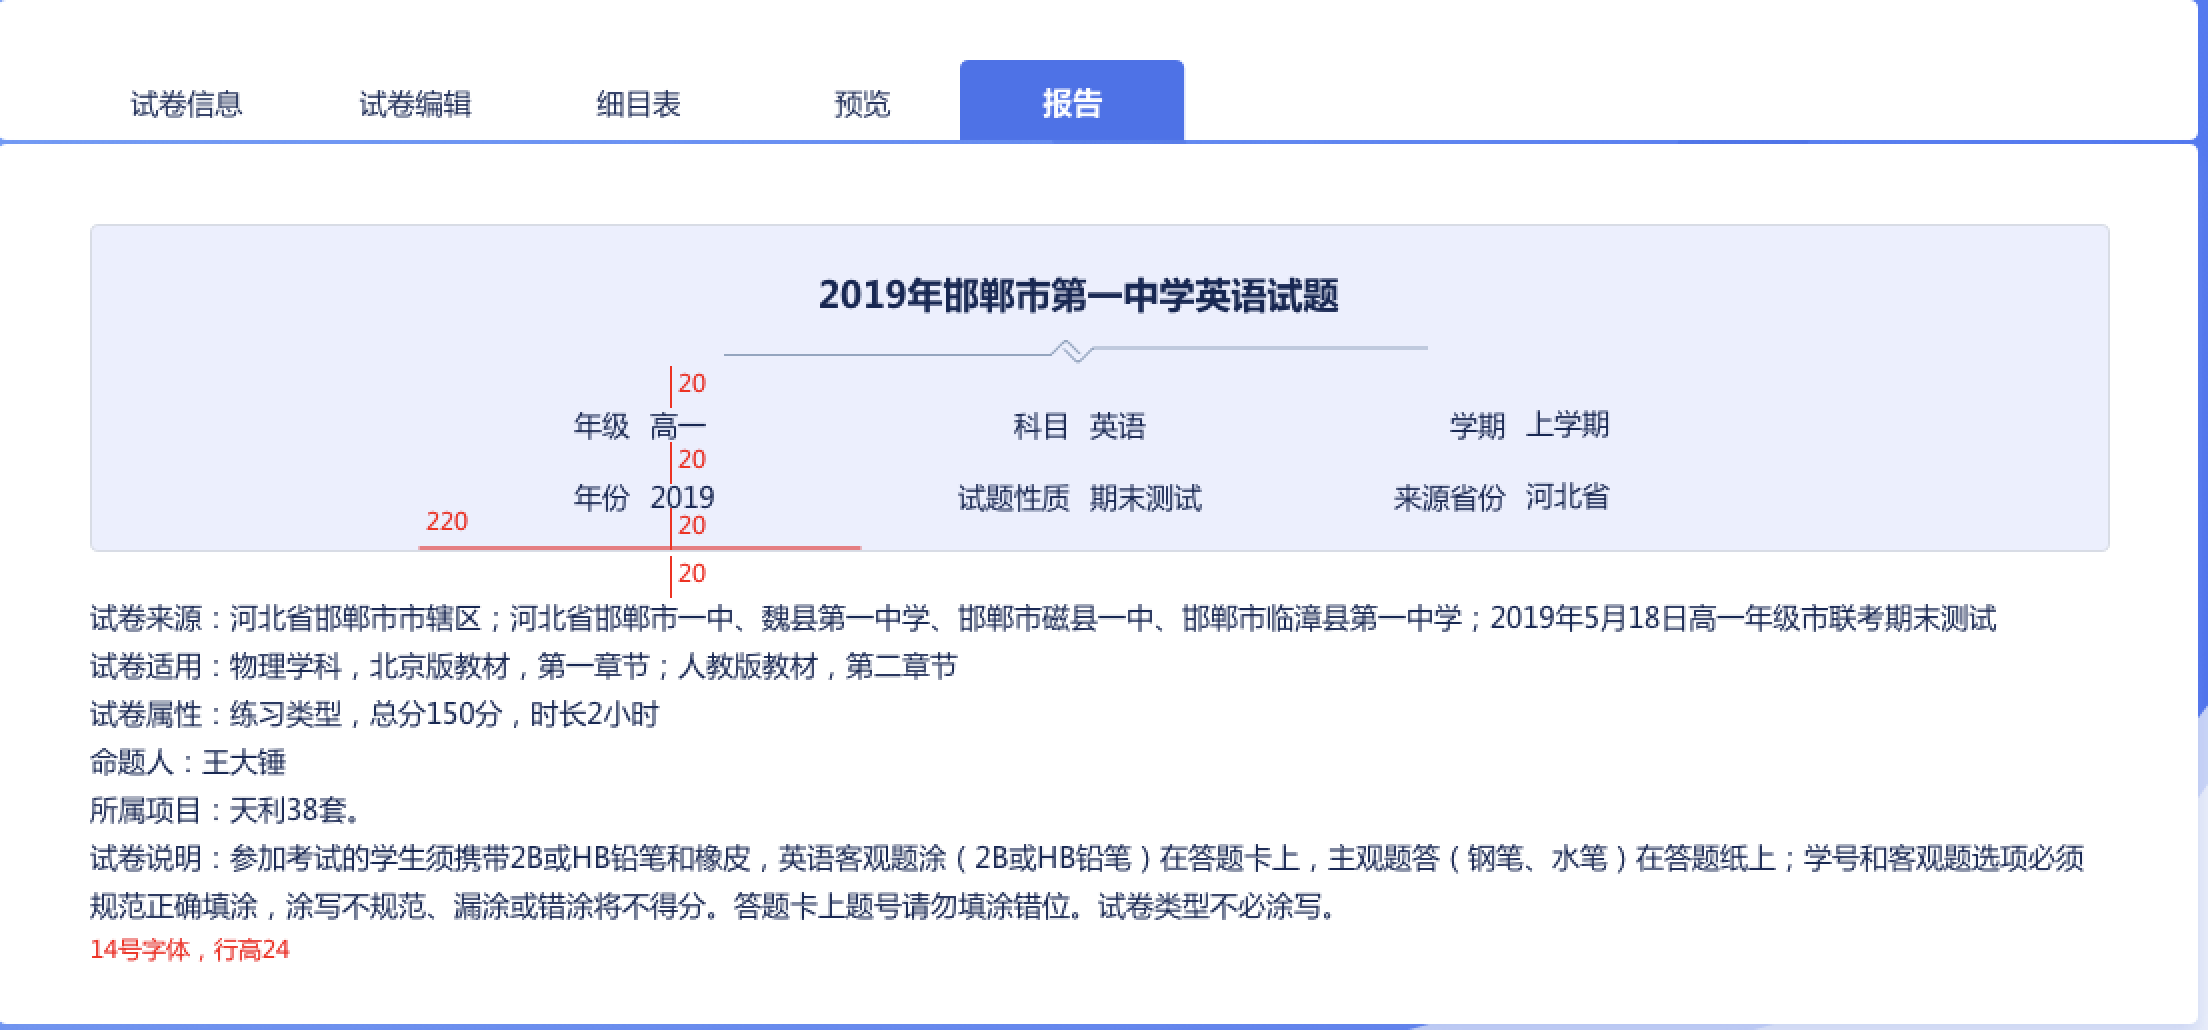 试卷信息 试卷编辑 细目表 预览 报告
2019年邯郸市第一中学英语试题
20
年级 高一 科目 英语 学期 上学期
20
年份 2019 试题性质 期末测试 来源省份 河北省
220 20
20
试卷来源：河北省邯郸市市辖区；河北省邯郸市一中、魏县第一中学、邯郸市磁县一中、邯郸市临漳县第一中学；2019年5月18日高一年级市联考期末测试
试卷适用：物理学科，北京版教材，第一章节；人教版教材，第二章节
试卷属性：练习类型，总分150分，时长2小时
命题人：王大锤
所属项目：天利38套。
试卷说明：参加考试的学生须携带2B或HB铅笔和橡皮，英语客观题涂（2B或HB铅笔）在答题卡上，主观题答（钢笔、水笔）在答题纸上；学号和客观题选项必须
规范正确填涂，涂写不规范、漏涂或错涂将不得分。答题卡上题号请勿填涂错位。试卷类型不必涂写。
14号字体，行高24